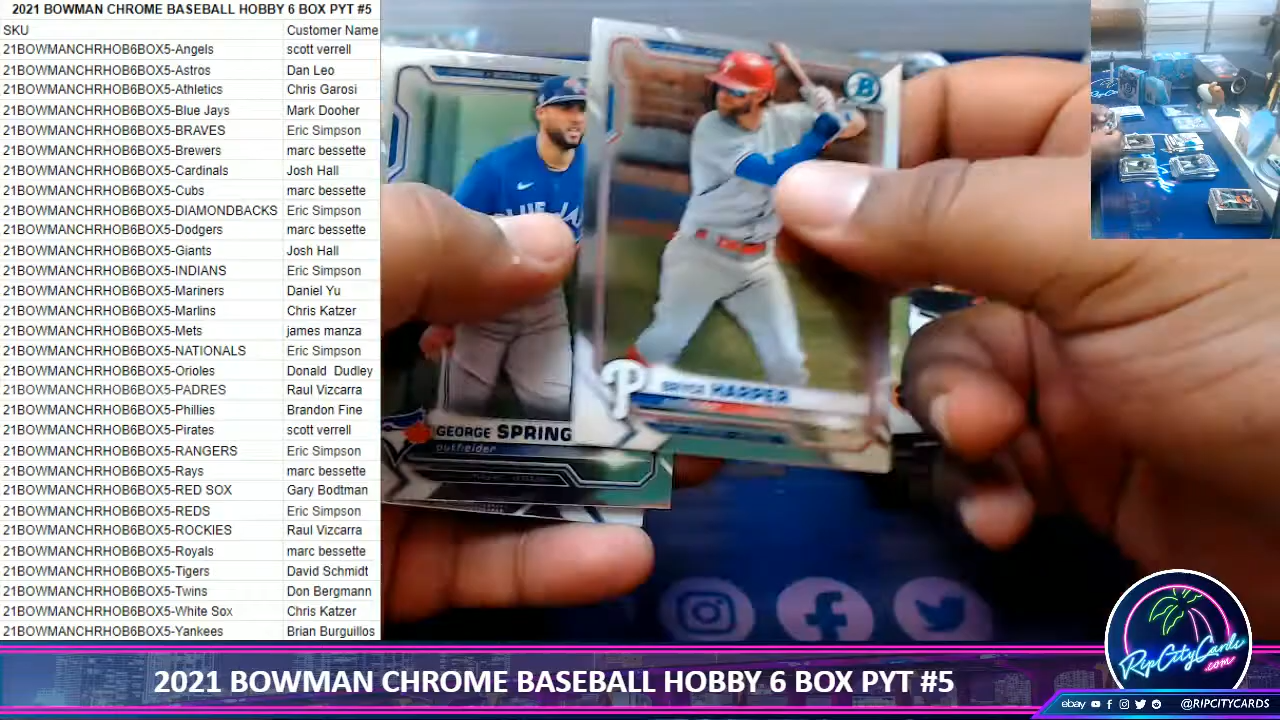 2021 BOWMAN CHROME BASEBALL HOBBY 6 BOX PYT #5
SKU Customer Name
21BOWMANCHRHOB6BOX5-Angels scott verrell
21BOWMANCHRHOB6BOX5-Astros Dan Leo
21BOWMANCHRHOB6BOX5-Athletics Chris Garosi
21BOWMANCHRHOB6BOX5-Blue Jays Mark Dooher
21BOWMANCHRHOB6BOX5-BRAVES Eric Simpson
21BOWMANCHRHOB6BOX5-Brewers marc bessette
21BOWMANCHRHOB6BOX5-Cardinals Josh Hall
21BOWMANCHRHOB6BOX5-Cubs marc bessette
21BOWMANCHRHOB6BOX5-DIAMONDBACKS Eric Simpson
21BOWMANCHRHOB6BOX5-Dodgers marc bessette
21BOWMANCHRHOB6BOX5-Giants Josh Hall
21BOWMANCHRHOB6BOX5-INDIANS Eric Simpson
21BOWMANCHRHOB6BOX5-Mariners Daniel Yu
21BOWMANCHRHOB6BOX5-Marlins Chris Katzer
21BOWMANCHRHOB6BOX5-Mets james manza
21BOWMANCHRHOB6BOX5-NATIONALS Eric Simpson
21BOWMANCHRHOB6BOX5-Orioles Donald Dudley
21BOWMANCHRHOB6BOX5-PADRES Raul Vizcarra
21BOWMANCHRHOB6BOX5-Phillies Brandon Fine
21BOWMANCHRHOB6BOX5-Pirates scott verrell
21BOWMANCHRHOB6BOX5-RANGERS Eric Simpson
21BOWMANCHRHOB6BOX5-Rays marc bessette
21BOWMANCHRHOB6BOX5-RED SOX Gary Bodtman
21BOWMANCHRHOB6BOX5-REDS Eric Simpson
21BOWMANCHRHOB6BOX5-ROCKIES Raul Vizcarra
21BOWMANCHRHOB6BOX5-Royals marc bessette
21BOWMANCHRHOB6BOX5-Tigers David Schmidt
21BOWMANCHRHOB6BOX5-Twins Don Bergmann
21BOWMANCHRHOB6BOX5-White Sox Chris Katzer
21BOWMANCHRHOB6BOX5-Yankees Brian Burguillos
B
BLUE JA
P BRYCE HARPER
GEORGE SPRING
outfielder
RipCityCards
.com
2021 BOWMAN CHROME BASEBALL HOBBY 6 BOX PYT #5
ebay @RIPCITYCARDS